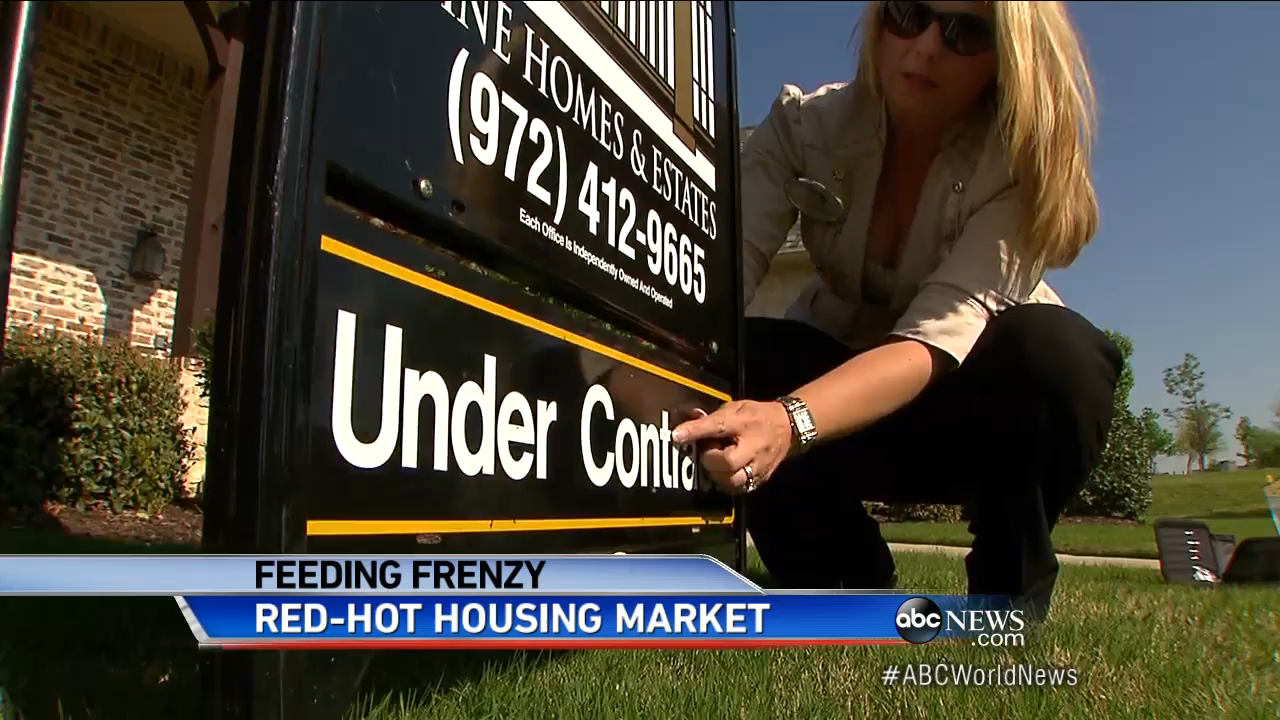 INE HOMES & ESTATES
(972) 412-9665
Each Office Is Independently Owned And Operated
Under Contra
FEEDING FRENZY
RED-HOT HOUSING MARKET
abc NEWS
.com
#ABCWorldNews